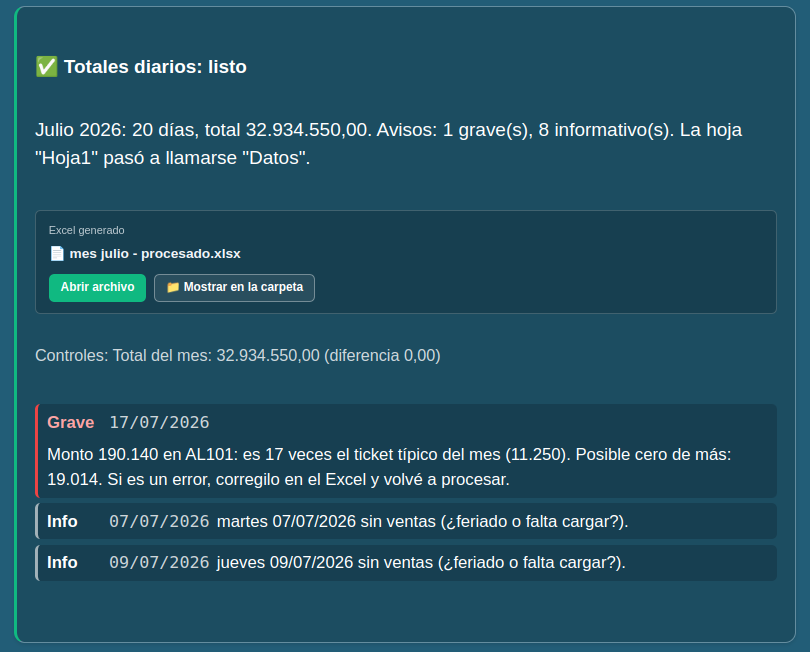 ✅ Totales diarios: listo
Julio 2026: 20 días, total 32.934.550,00. Avisos: 1 grave(s), 8 informativo(s). La hoja
"Hoja1" pasó a llamarse "Datos".
Excel generado
📄 mes julio - procesado.xlsx
Abrir archivo
📁 Mostrar en la carpeta
Controles: Total del mes: 32.934.550,00 (diferencia 0,00)
Grave 17/07/2026
Monto 190.140 en AL101: es 17 veces el ticket típico del mes (11.250). Posible cero de más:
19.014. Si es un error, corregilo en el Excel y volvé a procesar.
Info 07/07/2026 martes 07/07/2026 sin ventas (¿feriado o falta cargar?).
Info 09/07/2026 jueves 09/07/2026 sin ventas (¿feriado o falta cargar?).